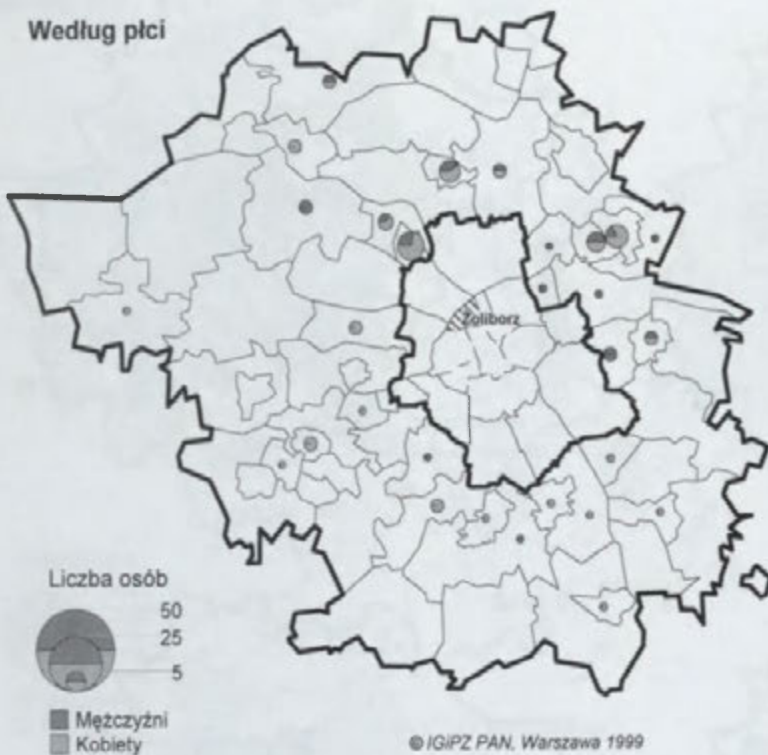 Według płci
Żoliborz
Liczba osób
50
25
5
Mężczyźni
Kobiety
© IGiPZ PAN, Warszawa 1999